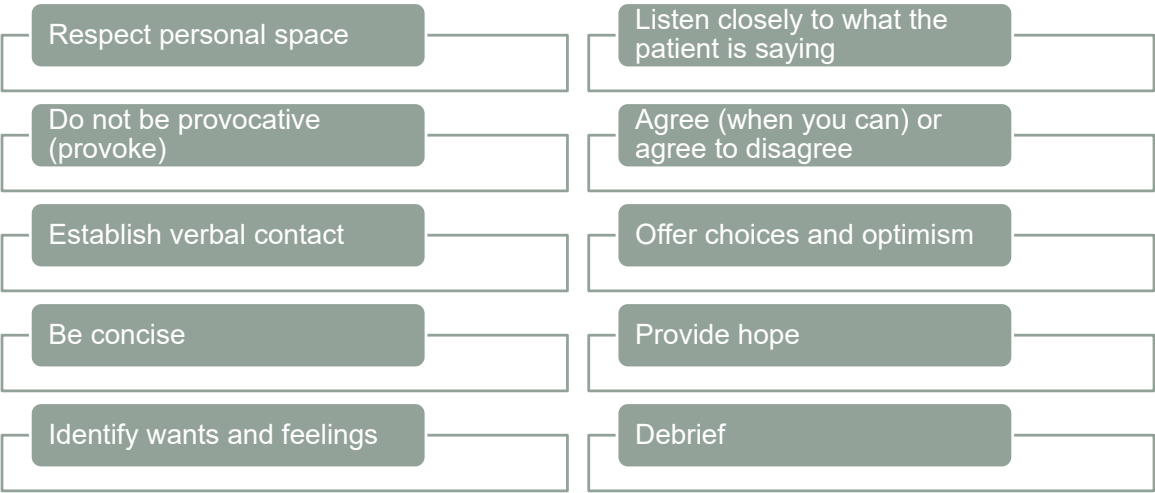 Respect personal space
Do not be provocative
(provoke)
Establish verbal contact
Be concise
Identify wants and feelings
Listen closely to what the
patient is saying
Agree (when you can) or
agree to disagree
Offer choices and optimism
Provide hope
Debrief